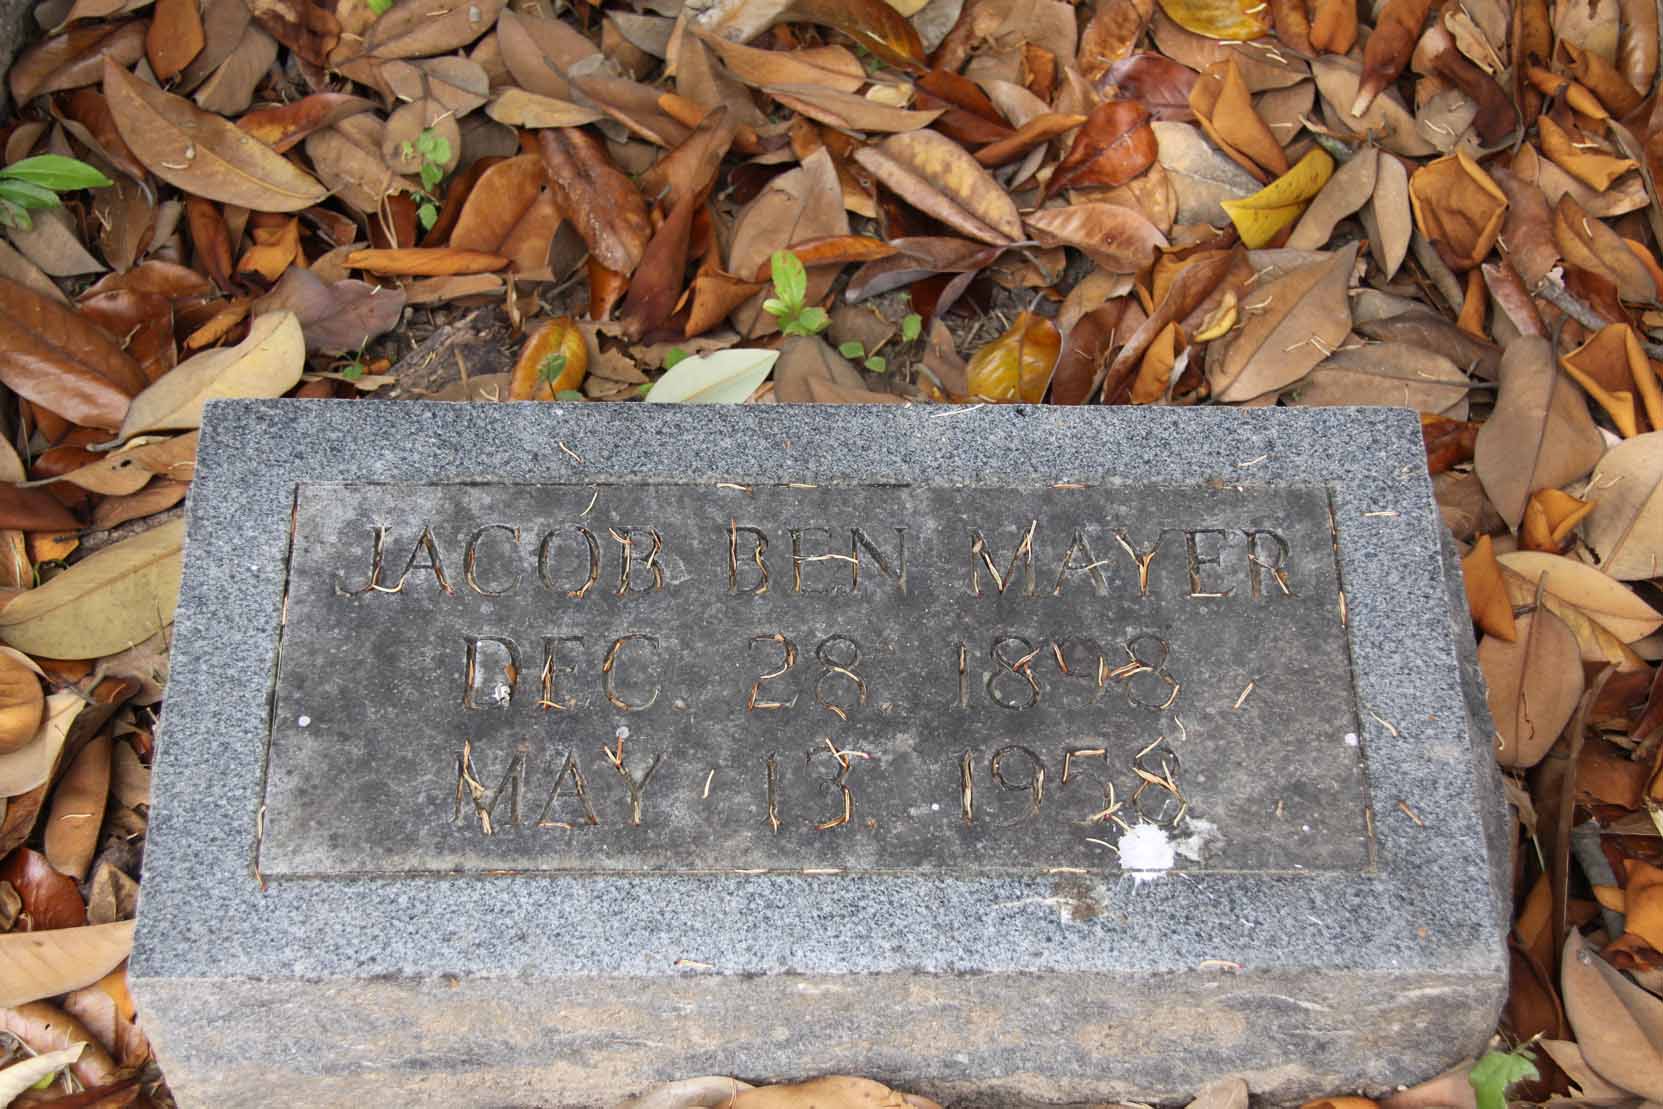 JACOB BEN MAYER
DEC. 28 1898
MAY 13. 1958